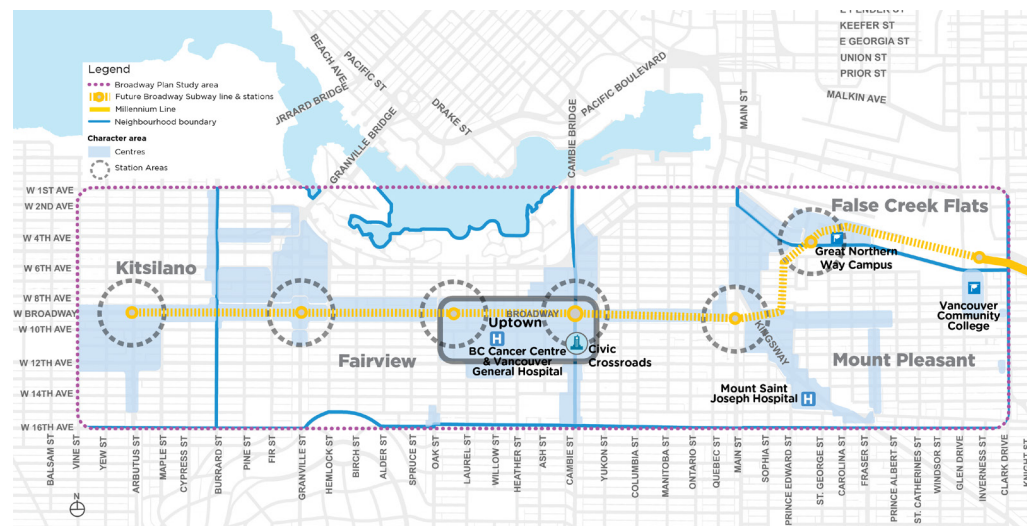 E PENDER ST
KEEFER ST
E GEORGIA ST
UNION ST
PRIOR ST
MALKIN AVE
BEACH AVE
PACIFIC ST
DRAKE ST
PACIFIC BOULEVARD
URRARD BRIDGE
GRANVILLE BRIDGE
CAMBIE BRIDGE
MAIN ST
Legend
Broadway Plan Study area
Future Broadway Subway line & stations
Millennium Line
Neighbourhood boundary
Character area
Centres
Station Areas
W 1ST AVE
W 2ND AVE
W 4TH AVE
W 6TH AVE
W 8TH AVE
W BROADWAY
W 10TH AVE
W 12TH AVE
W 14TH AVE
W 16TH AVE
Kitsilano
Fairview
False Creek Flats
Mount Pleasant
Great Northern
Way Campus
Vancouver
Community
College
BROADWAY
Uptown
BC Cancer Centre
& Vancouver
General Hospital
Civic
Crossroads
KINGSWAY
Mount Saint
Joseph Hospital
H
H
BALSAM ST
VINE ST
YEW ST
ARBUTUS ST
MAPLE ST
CYPRESS ST
BURRARD ST
PINE ST
FIR ST
GRANVILLE ST
HEMLOCK ST
BIRCH ST
ALDER ST
SPRUCE ST
OAK ST
LAUREL ST
WILLOW ST
HEATHER ST
ASH ST
CAMBIE ST
YUKON ST
COLUMBIA ST
MANITOBA ST
ONTARIO ST
QUEBEC ST
MAIN ST
SOPHIA ST
PRINCE EDWARD ST
ST. GEORGE ST
CAROLINA ST
FRASER ST
PRINCE ALBERT ST
ST. CATHERINES ST
WINDSOR ST
GLEN DRIVE
INVERNESS ST
CLARK DRIVE
KNIGHT ST
N